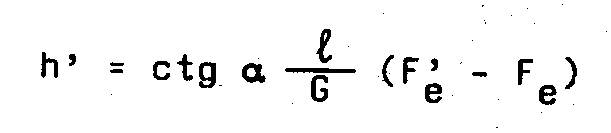 h' = ctg α ℓ/G (F'e - Fe)